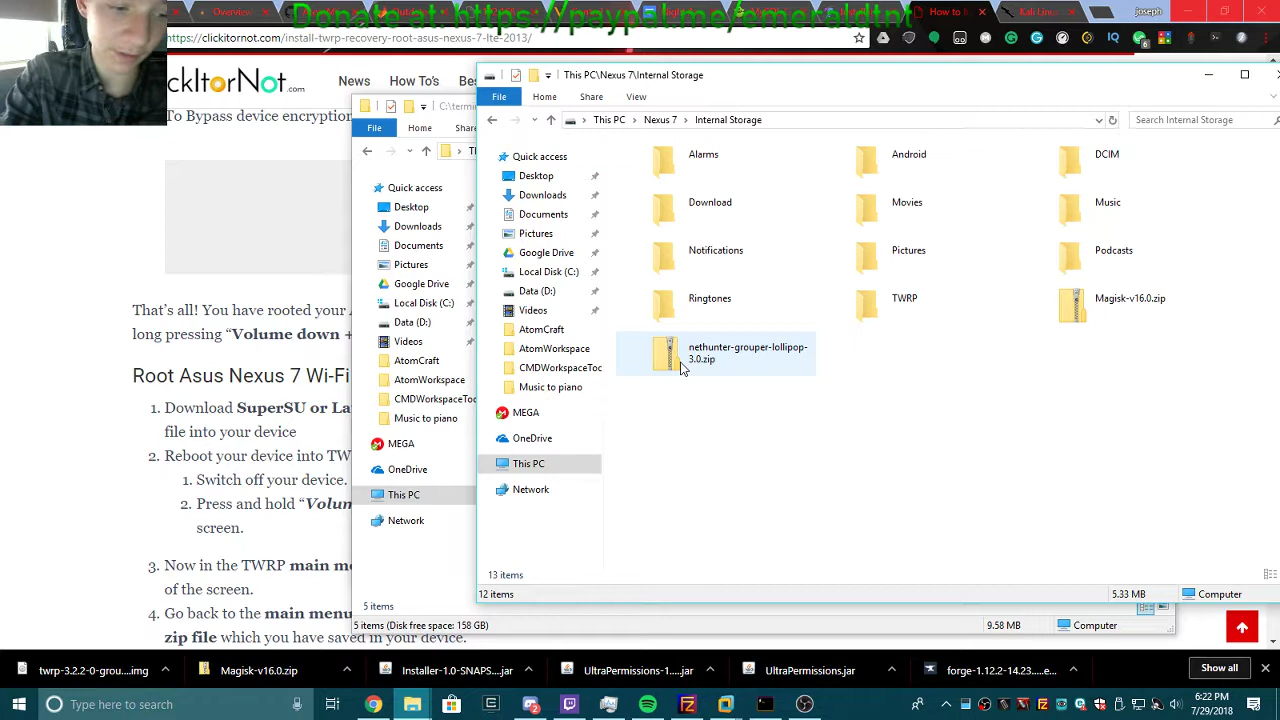 Overview
How to I
Kali Linu
joseph
Donate at: https://paypal.me/emeraldtnt
https://clickitornot.com/install-twrp-recovery-root-asus-nexus-7-lte-2013/
ckItorNot.com
News
How To's
Bes
To Bypass device encryption
That's all! You have rooted your A
long pressing "Volume down +
Root Asus Nexus 7 Wi-Fi
1. Download SuperSU or La
file into your device
2. Reboot your device into TW
1. Switch off your device.
2. Press and hold "Volun
screen.
3. Now in the TWRP main me
of the screen.
4. Go back to the main menu
zip file which you have saved in your device.
C:\termi
File
Home
Share
Th
Quick access
Desktop
Downloads
Documents
Pictures
Google Drive
Local Disk (C:)
Data (D:)
Videos
AtomCraft
AtomWorkspace
CMDWorkspaceToc
Music to piano
MEGA
OneDrive
This PC
Network
5 items
5 items (Disk free space: 158 GB)
9.58 MB
Computer
This PC\Nexus 7\Internal Storage
File
Home
Share
View
This PC
Nexus 7
Internal Storage
Search Internal Storage
Quick access
Desktop
Downloads
Documents
Pictures
Google Drive
Local Disk (C:)
Data (D:)
Videos
AtomCraft
AtomWorkspace
CMDWorkspaceToc
Music to piano
MEGA
OneDrive
This PC
Network
Alarms
Android
DCIM
Download
Movies
Music
Notifications
Pictures
Podcasts
Ringtones
TWRP
Magisk-v16.0.zip
nethunter-grouper-lollipop-
3.0.zip
13 items
12 items
5.33 MB
Computer
twrp-3.2.2-0-grou....img
Magisk-v16.0.zip
Installer-1.0-SNAPS....jar
UltraPermissions-1....jar
UltraPermissions.jar
forge-1.12.2-14.23.....e...
Show all
Type here to search
6:22 PM
7/29/2018